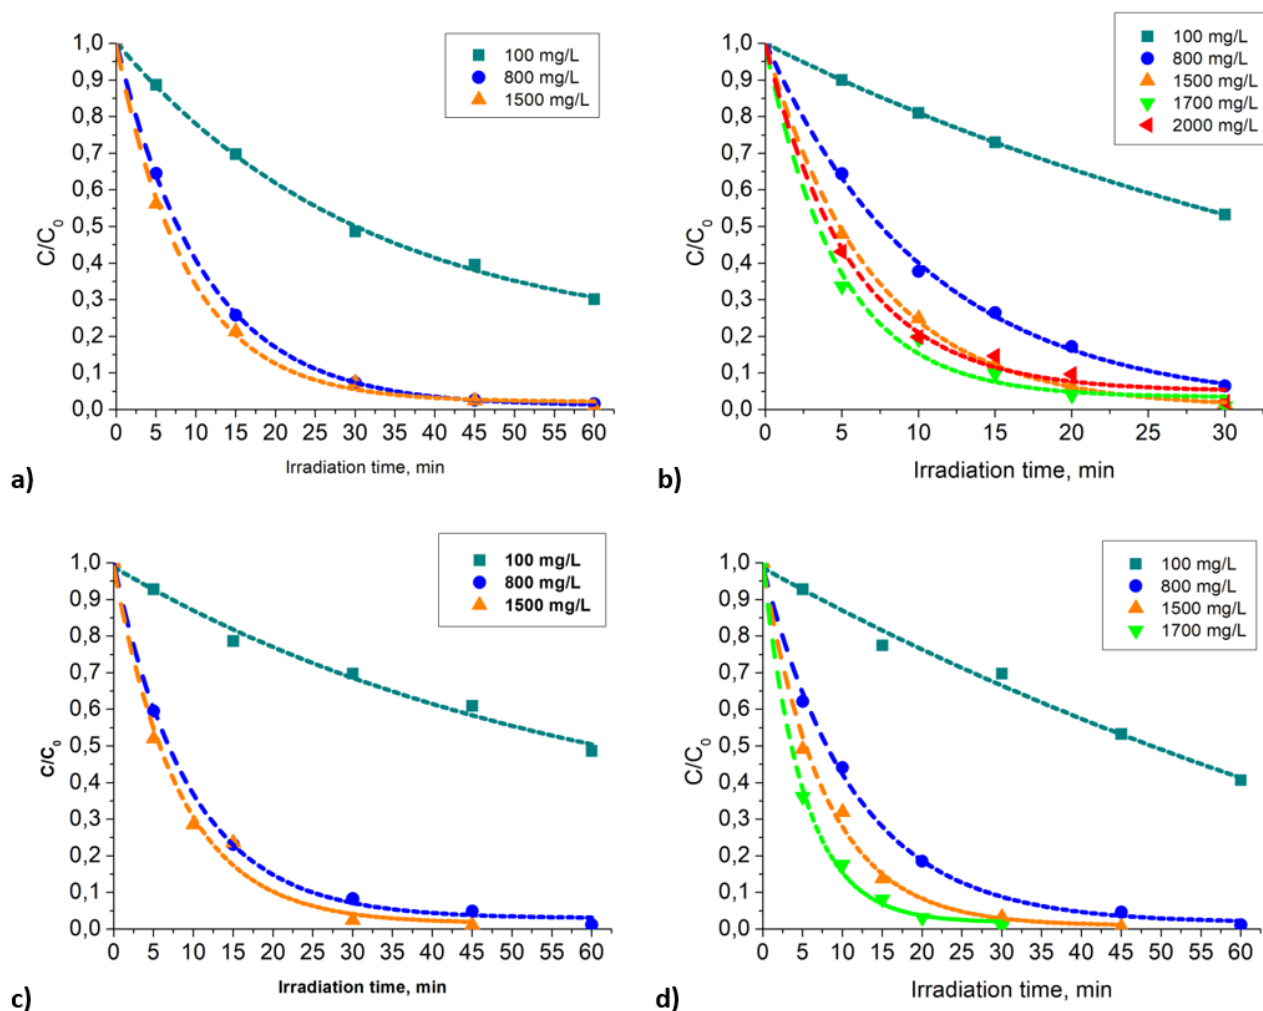 1,0
0,9
0,8
0,7
0,6
0,5
0,4
0,3
0,2
0,1
0,0
C/C0
100 mg/L
800 mg/L
1500 mg/L
0 5 10 15 20 25 30 35 40 45 50 55 60
Irradiation time, min
a)
1,0
0,9
0,8
0,7
0,6
0,5
0,4
0,3
0,2
0,1
0,0
C/C0
100 mg/L
800 mg/L
1500 mg/L
1700 mg/L
2000 mg/L
0 5 10 15 20 25 30
Irradiation time, min
b)
1,0
0,9
0,8
0,7
0,6
0,5
0,4
0,3
0,2
0,1
0,0
C/C0
100 mg/L
800 mg/L
1500 mg/L
0 5 10 15 20 25 30 35 40 45 50 55 60
Irradiation time, min
c)
1,0
0,9
0,8
0,7
0,6
0,5
0,4
0,3
0,2
0,1
0,0
C/C0
100 mg/L
800 mg/L
1500 mg/L
1700 mg/L
0 5 10 15 20 25 30 35 40 45 50 55 60
Irradiation time, min
d)